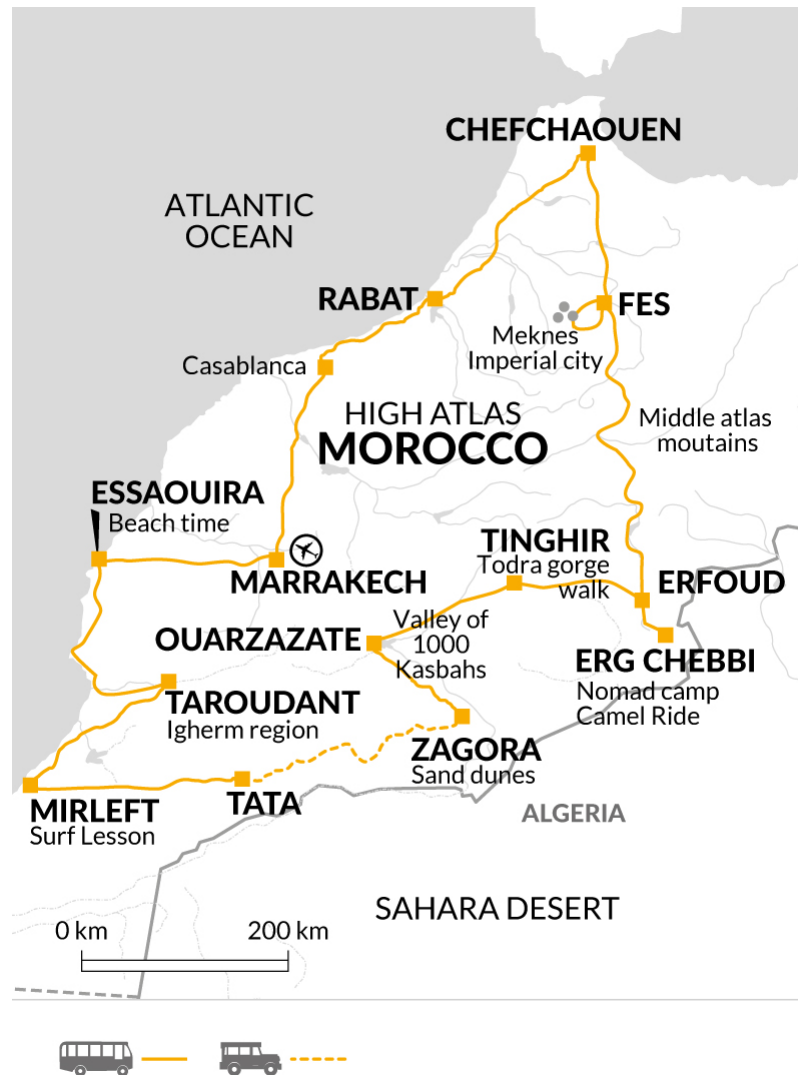 CHEFCHAOUEN
ATLANTIC
OCEAN
RABAT
FES
Meknes
Imperial city
Casablanca
HIGH ATLAS
MOROCCO
Middle atlas
moutains
ESSAOUIRA
Beach time
MARRAKECH
TINGHIR
Todra gorge
walk
ERFOUD
OUARZAZATE
Valley of
1000
Kasbahs
ERG CHEBBI
Nomad camp
Camel Ride
TAROUDANT
Igherm region
ZAGORA
Sand dunes
MIRLEFT
Surf Lesson
TATA
ALGERIA
SAHARA DESERT
0 km
200 km